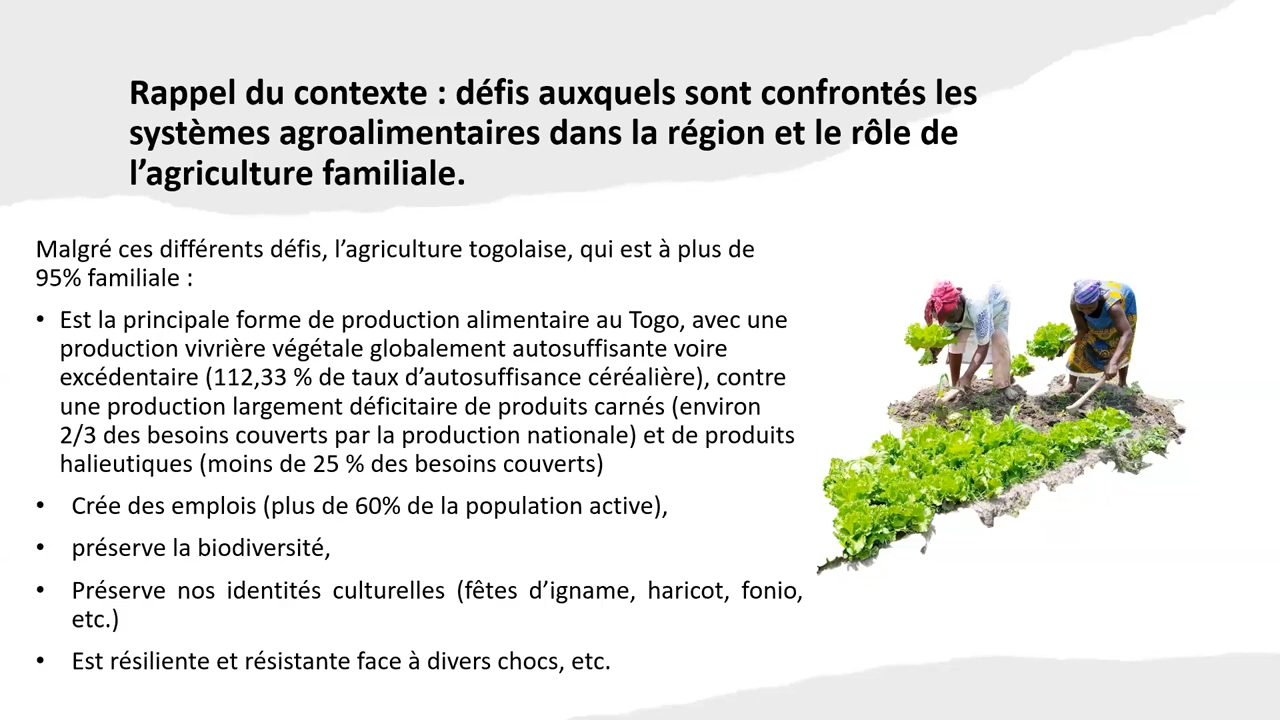 Rappel du contexte : défis auxquels sont confrontés les
systèmes agroalimentaires dans la région et le rôle de
l’agriculture familiale.
Malgré ces différents défis, l’agriculture togolaise, qui est à plus de
95% familiale :
• Est la principale forme de production alimentaire au Togo, avec une
production vivrière végétale globalement autosuffisante voire
excédentaire (112,33 % de taux d’autosuffisance céréalière), contre
une production largement déficitaire de produits carnés (environ
2/3 des besoins couverts par la production nationale) et de produits
halieutiques (moins de 25 % des besoins couverts)
• Crée des emplois (plus de 60% de la population active),
• préserve la biodiversité,
• Préserve nos identités culturelles (fêtes d’igname, haricot, fonio,
etc.)
• Est résiliente et résistante face à divers chocs, etc.